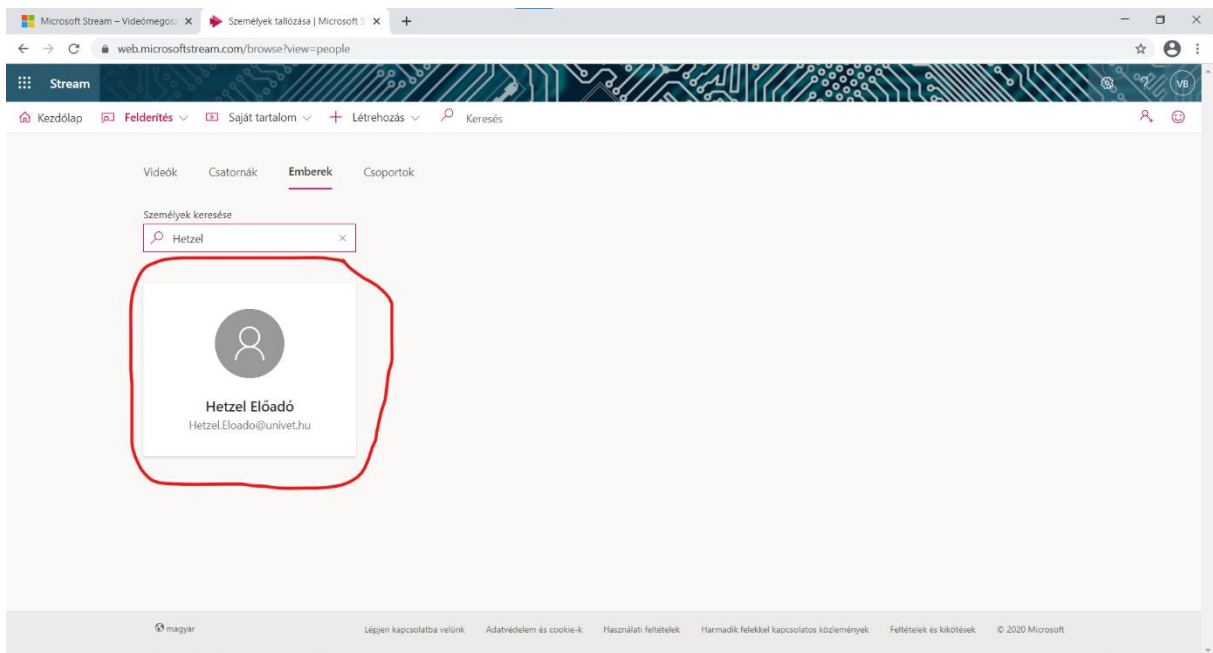 Microsoft Stream – Videómegosz
Személyek tallózása | Microsoft S
web.microsoftstream.com/browse?view=people
Stream
VB
Kezdőlap Felderítés Saját tartalom Létrehozás Keresés
Videók Csatornák Emberek Csoportok
Személyek keresése
Hetzel
Hetzel Előadó
Hetzel.Eloado@univet.hu
magyar Lépjen kapcsolatba velünk Adatvédelem és cookie-k Használati feltételek Harmadik felekkel kapcsolatos közlemények Feltételek és kikötések © 2020 Microsoft